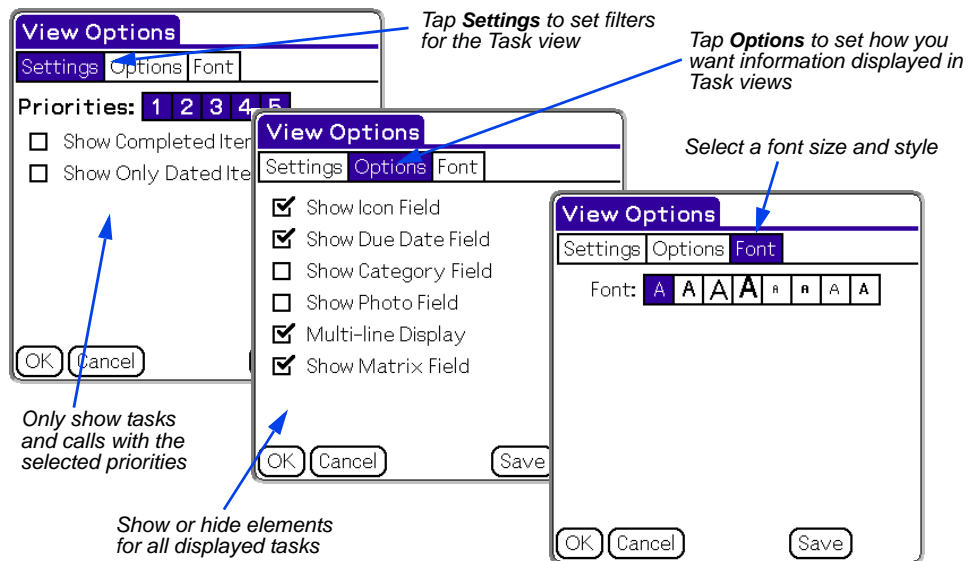 Tap Settings to set filters
for the Task view
View Options
Settings Options Font
Priorities: 1 2 3 4 5
Show Completed Iter
Show Only Dated Ite
OK Cancel
Only show tasks
and calls with the
selected priorities
Tap Options to set how you
want information displayed in
Task views
View Options
Settings Options Font
Show Icon Field
Show Due Date Field
Show Category Field
Show Photo Field
Multi-line Display
Show Matrix Field
OK Cancel Save
Show or hide elements
for all displayed tasks
Select a font size and style
View Options
Settings Options Font
Font: A A A A A A A A
OK Cancel Save